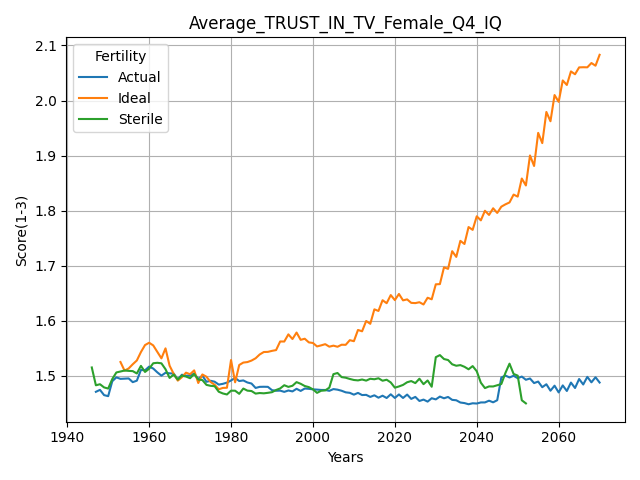 Average_TRUST_IN_TV_Female_Q4_IQ
Fertility
Actual
Ideal
Sterile
Score(1-3)
2.1
2.0
1.9
1.8
1.7
1.6
1.5
1940 1960 1980 2000 2020 2040 2060
Years